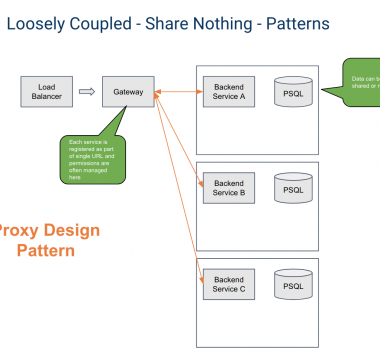 Loosely Coupled - Share Nothing - Patterns
Load
Balancer
Gateway
Backend
Service A
PSQL
Data can b
shared or n
Each service is
registered as part
of single URL and
permissions are
often managed
here
Backend
Service B
PSQL
Proxy Design
Pattern
Backend
Service C
PSQL